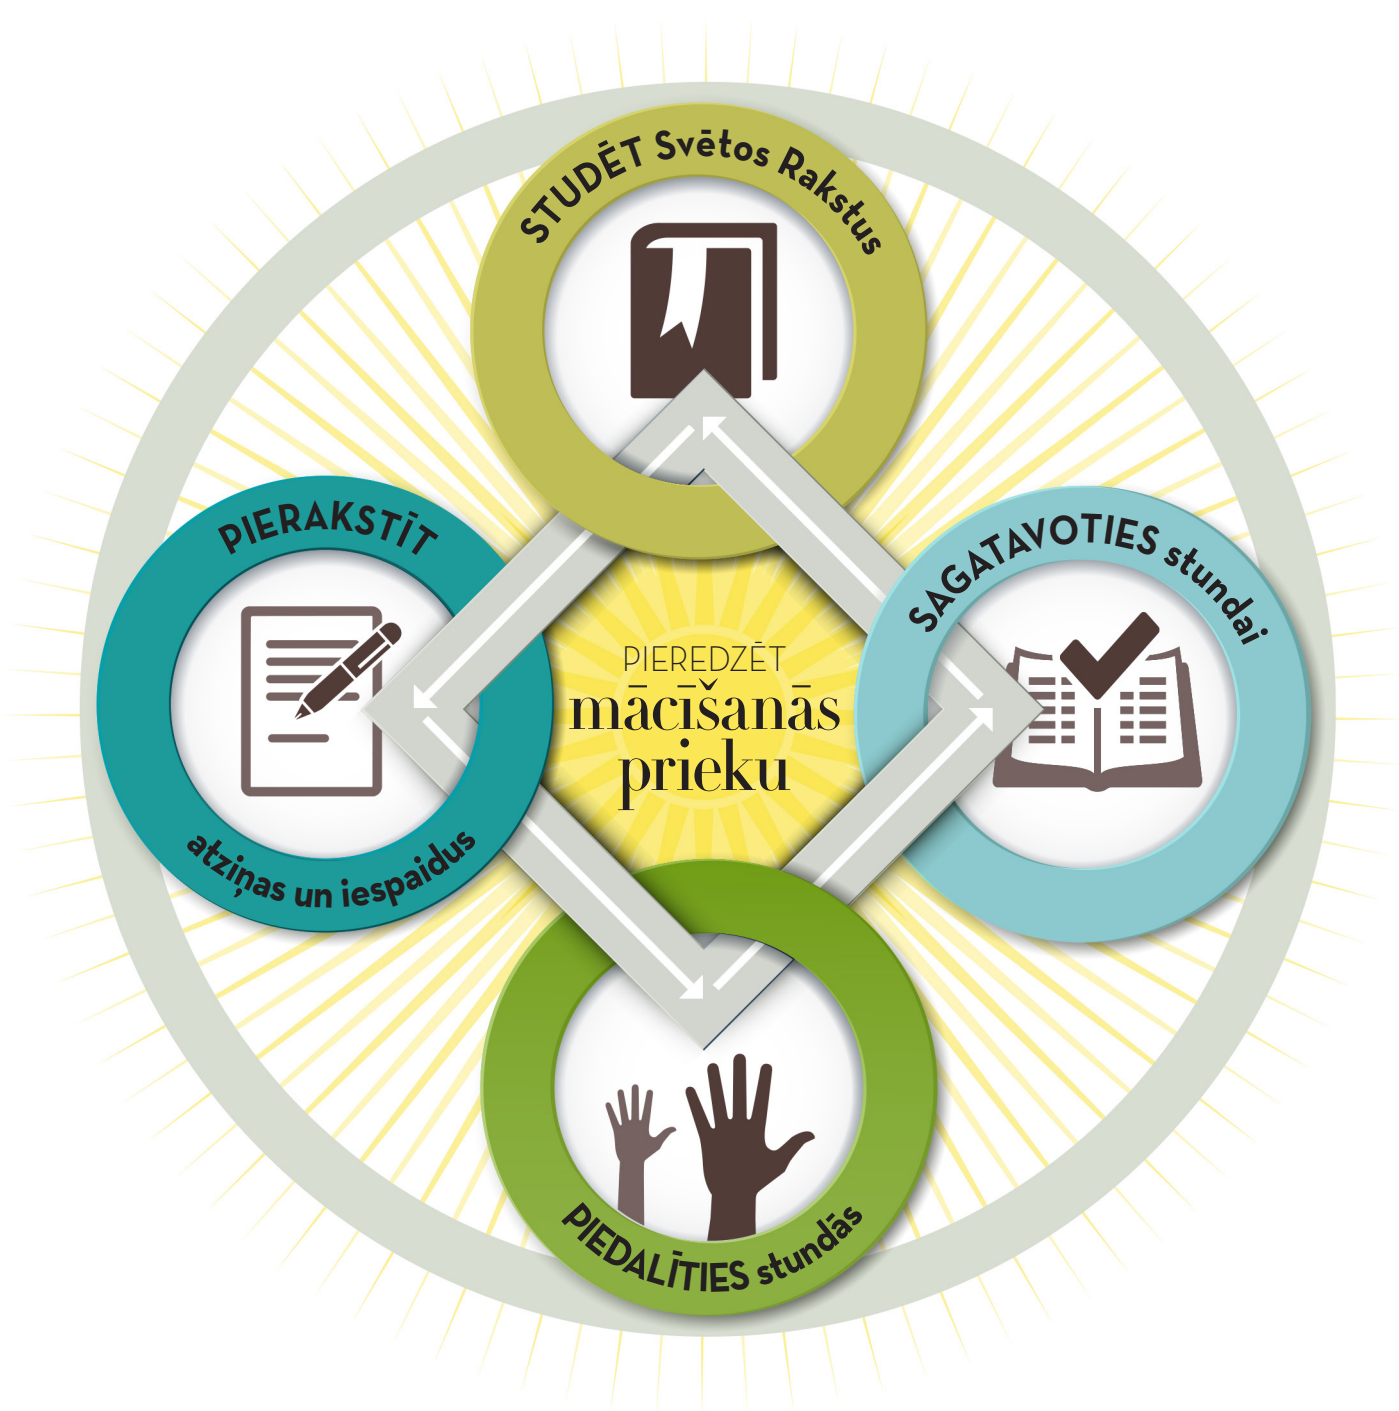 STUDĒT Svētos Rakstus
PIERAKSTĪT
atziņas un iespaidus
SAGATAVOTIES stundai
PIEREDZĒT
mācīšanās
prieku
PIEDALĪTIES stundās